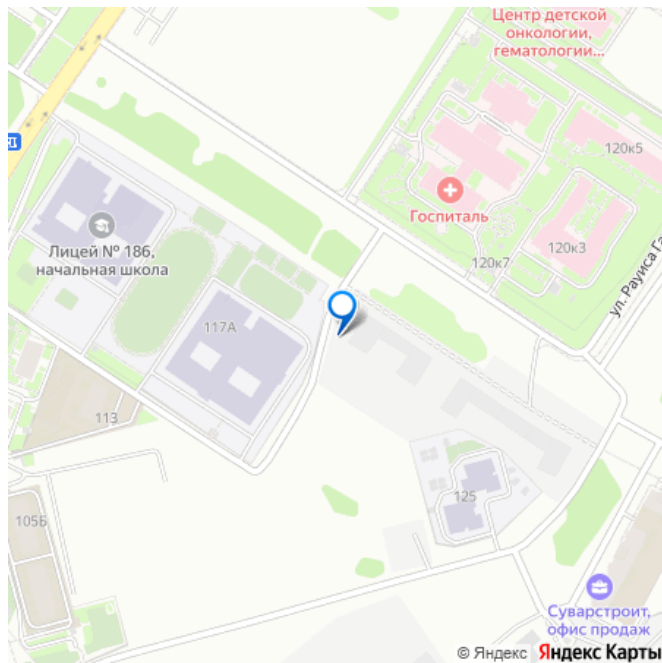 Центр детской
онкологии,
гематологии...
120к5
Госпиталь
120к3
120к7
Лицей № 186,
начальная школа
117А
113
125
105Б
Суварстроит,
офис продаж
© Яндекс Яндекс Карты